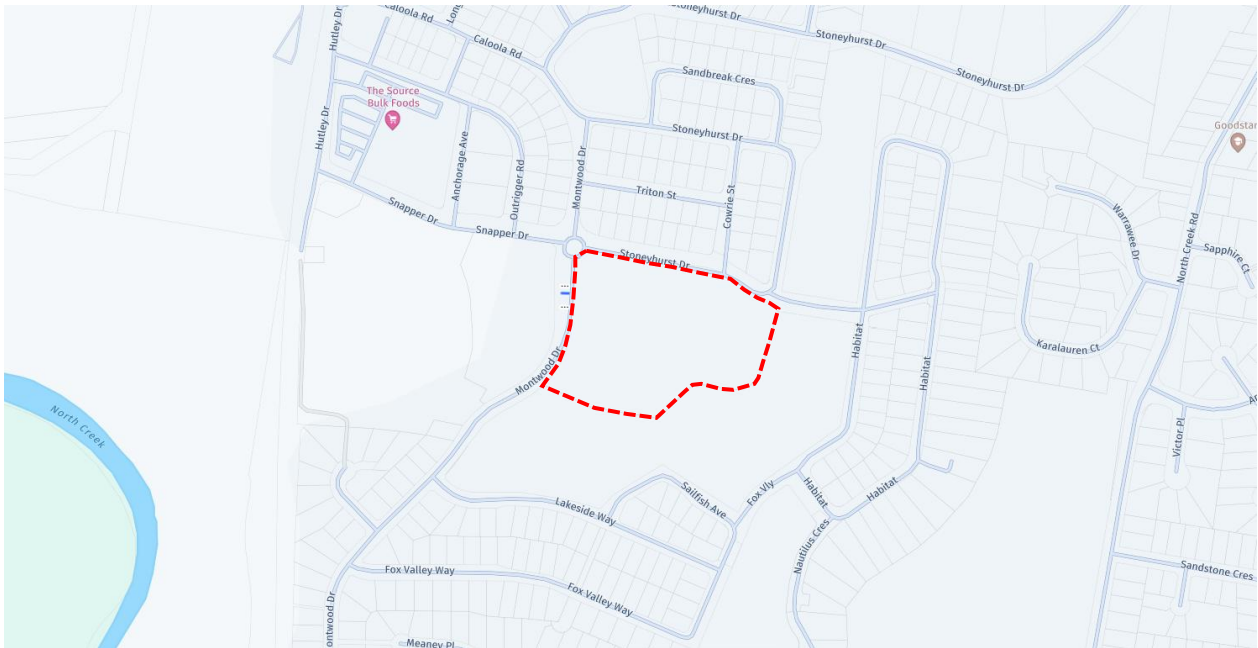 Hutley Dr
Caloola Rd
Stoneyhurst Dr
Stoneyhurst Dr
Caloola Rd
Stoneyhurst Dr
Sandbreak Cres
The Source
Bulk Foods
Hutley Dr
Stoneyhurst Dr
Anchorage Ave
Outrigger Rd
Montwood Dr
Triton St
Cowrie St
Snapper Dr
Snapper Dr
Stoneyhurst Dr
Warrawee Dr
North Creek Rd
Sapphire Ct
Habitat
Karalauren Ct
Montwood Dr
Habitat
North Creek
Victor Pl
Sailfish Ave
Fox Vly
Habitat
Habitat
Lakeside Way
Nautilus Cres
Fox Valley Way
Fox Valley Way
Sandstone Cres
Meaney Pl